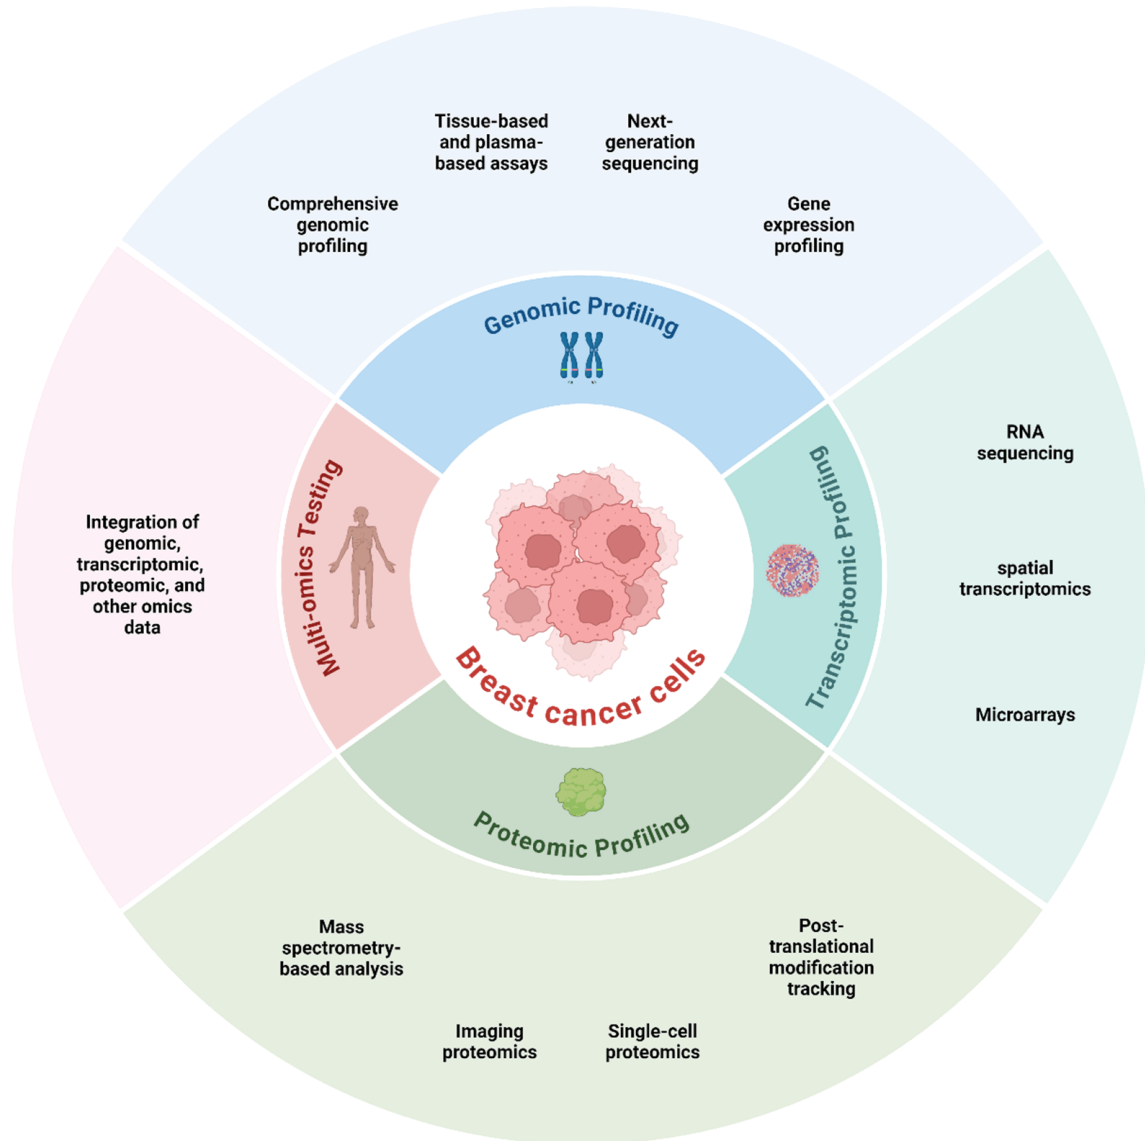 Tissue-based
and plasma-
based assays
Next-
generation
sequencing
Comprehensive
genomic
profiling
Gene
expression
profiling
Genomic Profiling
RNA
sequencing
spatial
transcriptomics
Microarrays
Transcriptomic Profiling
Multi-omics Testing
Integration of
genomic,
transcriptomic,
proteomic, and
other omics
data
Breast cancer cells
Proteomic Profiling
Mass
spectrometry-
based analysis
Imaging
proteomics
Single-cell
proteomics
Post-
translational
modification
tracking